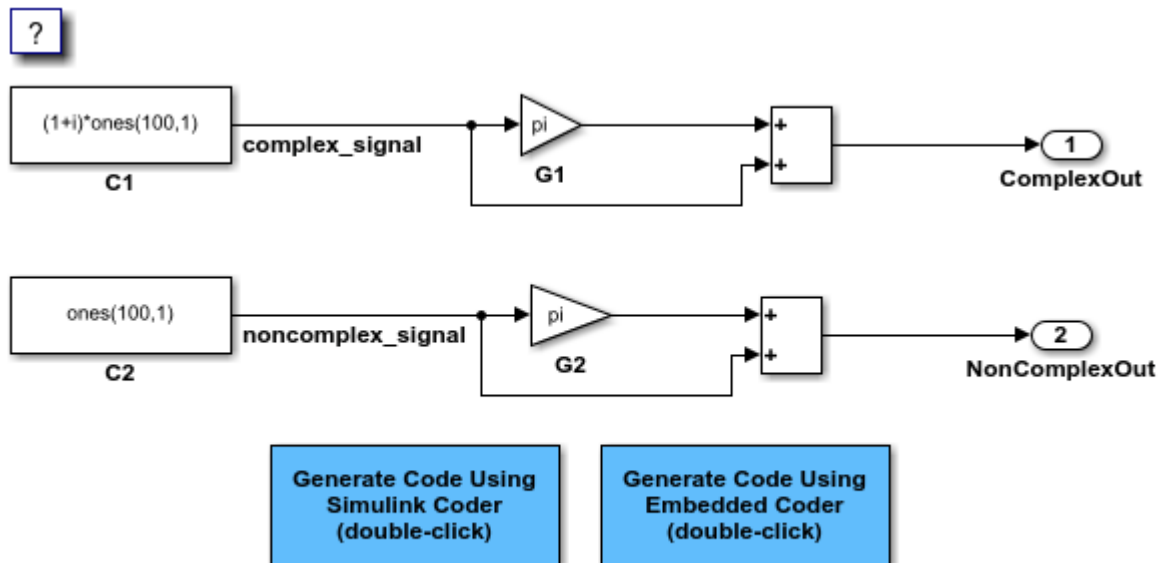 ?
(1+i)*ones(100,1)
complex_signal
C1
pi
G1
+
+
1
ComplexOut
ones(100,1)
noncomplex_signal
C2
pi
G2
+
+
2
NonComplexOut
Generate Code Using
Simulink Coder
(double-click)
Generate Code Using
Embedded Coder
(double-click)